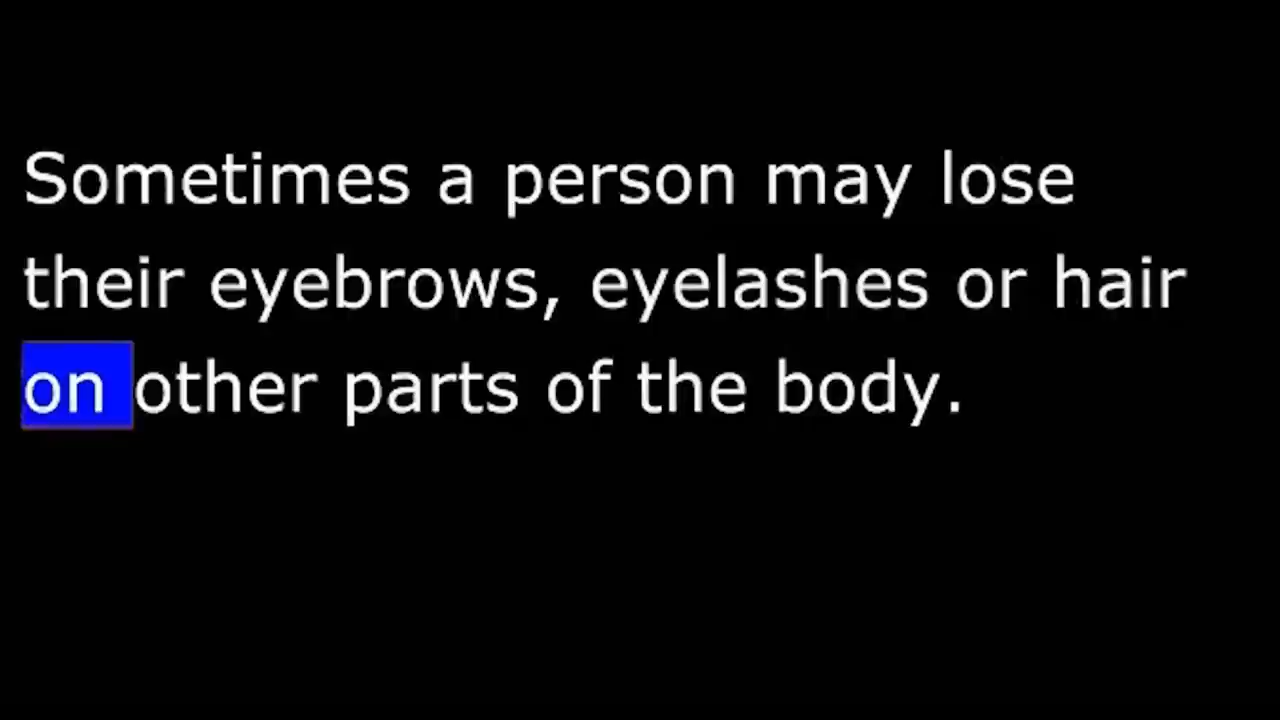 Sometimes a person may lose
their eyebrows, eyelashes or hair
on other parts of the body.